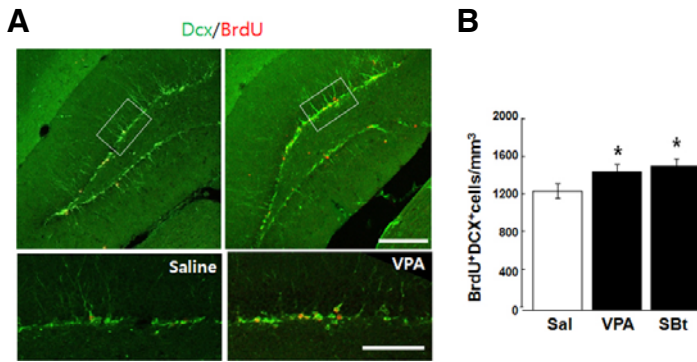 A
Dcx/BrdU
Saline
VPA
B
BrdU⁺DCX⁺cells/mm³
2000
1600
1200
800
400
0
*
*
Sal
VPA
SBt